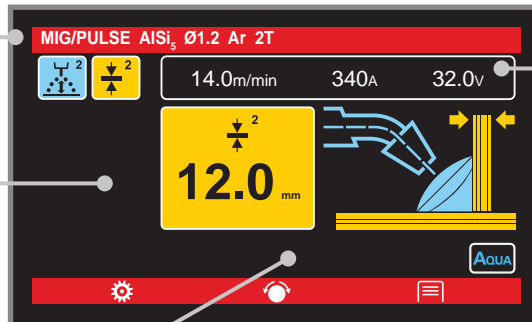 MIG/PULSE AlSi₅ Ø1.2 Ar 2T
2 2
14.0m/min 340A 32.0V
2
12.0 mm
AQUA